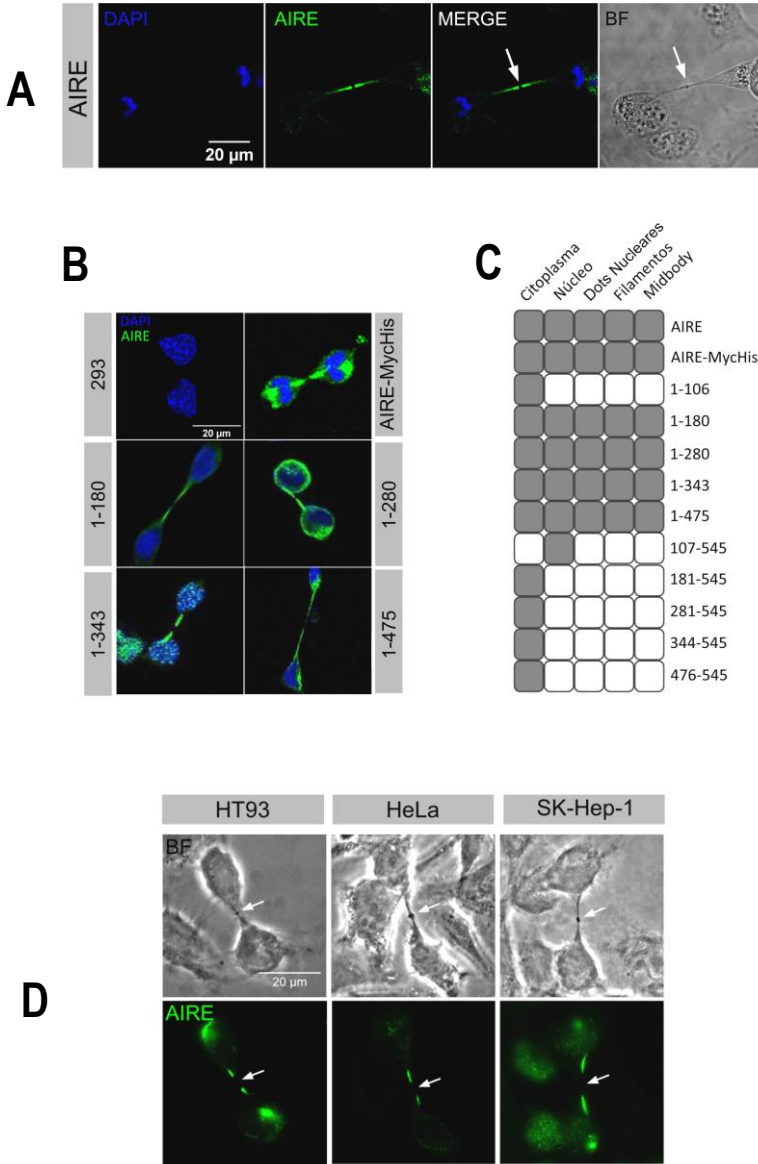 A
AIRE
DAPI
AIRE
MERGE
BF
20 µm
B
293
DAPI
AIRE
20 µm
AIRE-MycHis
1-180
1-280
1-343
1-475
C
Citoplasma
Núcleo
Dots Nucleares
Filamentos
Midbody
AIRE
AIRE-MycHis
1-106
1-180
1-280
1-343
1-475
107-545
181-545
281-545
344-545
476-545
D
HT93
HeLa
SK-Hep-1
BF
20 µm
AIRE